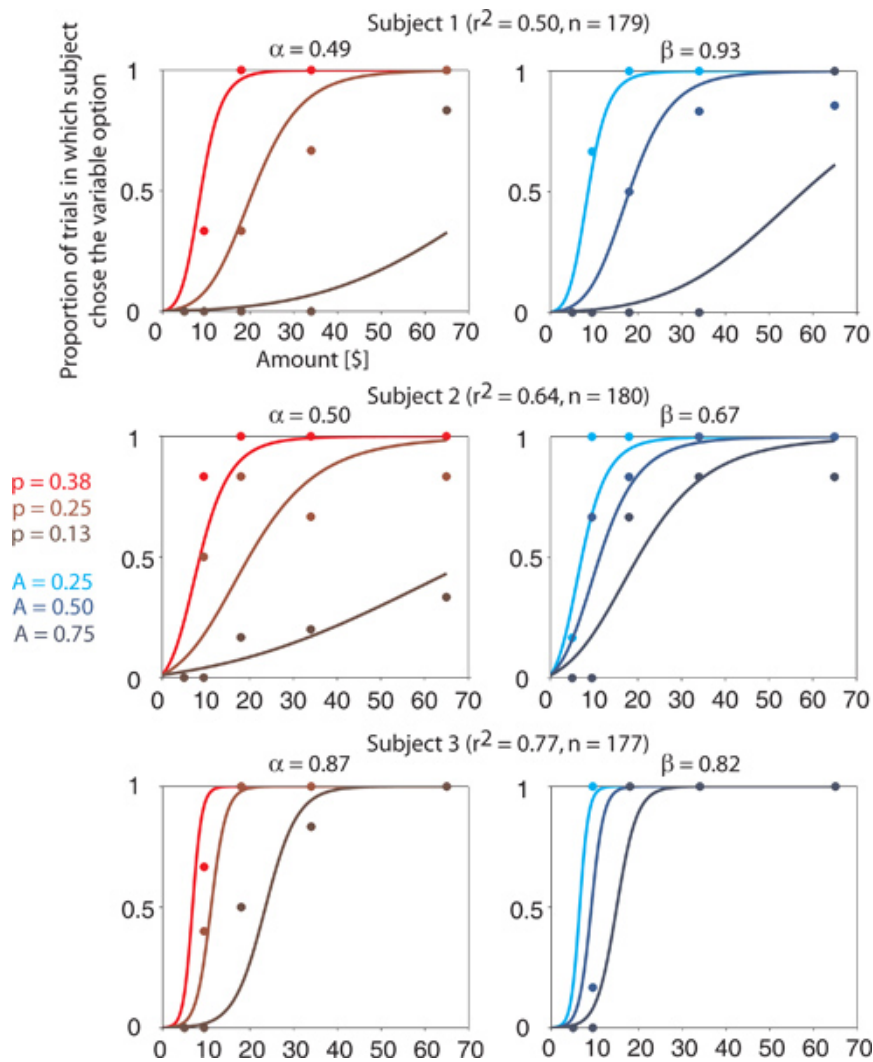 Subject 1 (r² = 0.50, n = 179)
α = 0.49
β = 0.93
Proportion of trials in which subject
chose the variable option
1
0.5
0
0 10 20 30 40 50 60 70
Amount [$]
1
0.5
0
0 10 20 30 40 50 60 70
Subject 2 (r² = 0.64, n = 180)
α = 0.50
β = 0.67
p = 0.38
p = 0.25
p = 0.13
A = 0.25
A = 0.50
A = 0.75
1
0.5
0
0 10 20 30 40 50 60 70
1
0.5
0
0 10 20 30 40 50 60 70
Subject 3 (r² = 0.77, n = 177)
α = 0.87
β = 0.82
1
0.5
0
0 10 20 30 40 50 60 70
1
0.5
0
0 10 20 30 40 50 60 70